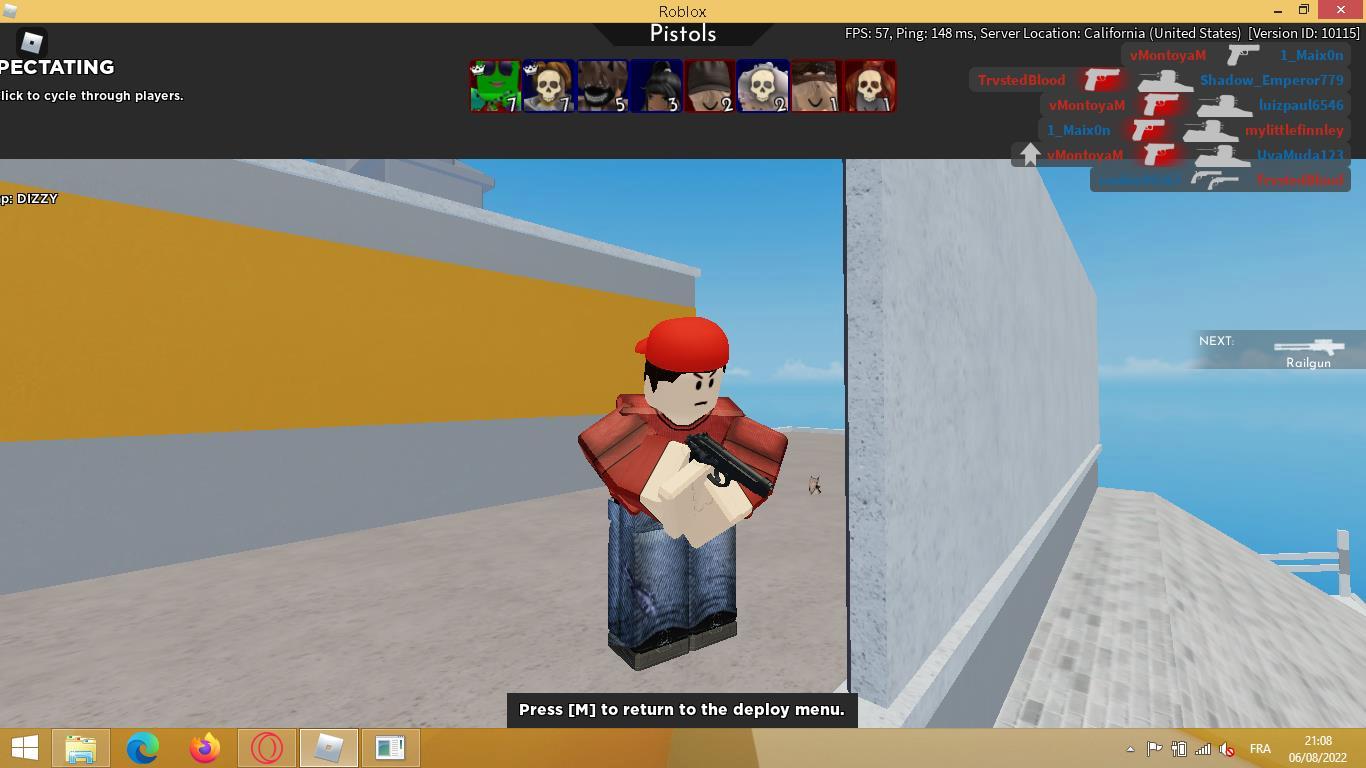 Roblox
Pistols
FPS: 57, Ping: 148 ms, Server Location: California (United States) [Version ID: 10115]
PECTATING
lick to cycle through players.
7 7 5 3 2 2 1 1
vMontoyaM 1_Maix0n
TrvstedBlood Shadow_Emperor779
vMontoyaM luizpaul6546
1_Maix0n mylittlefinnley
vMontoyaM UvaMuda123
TrvstedBlood
p: DIZZY
NEXT:
Railgun
Press [M] to return to the deploy menu.
FRA
21:08
06/08/2022